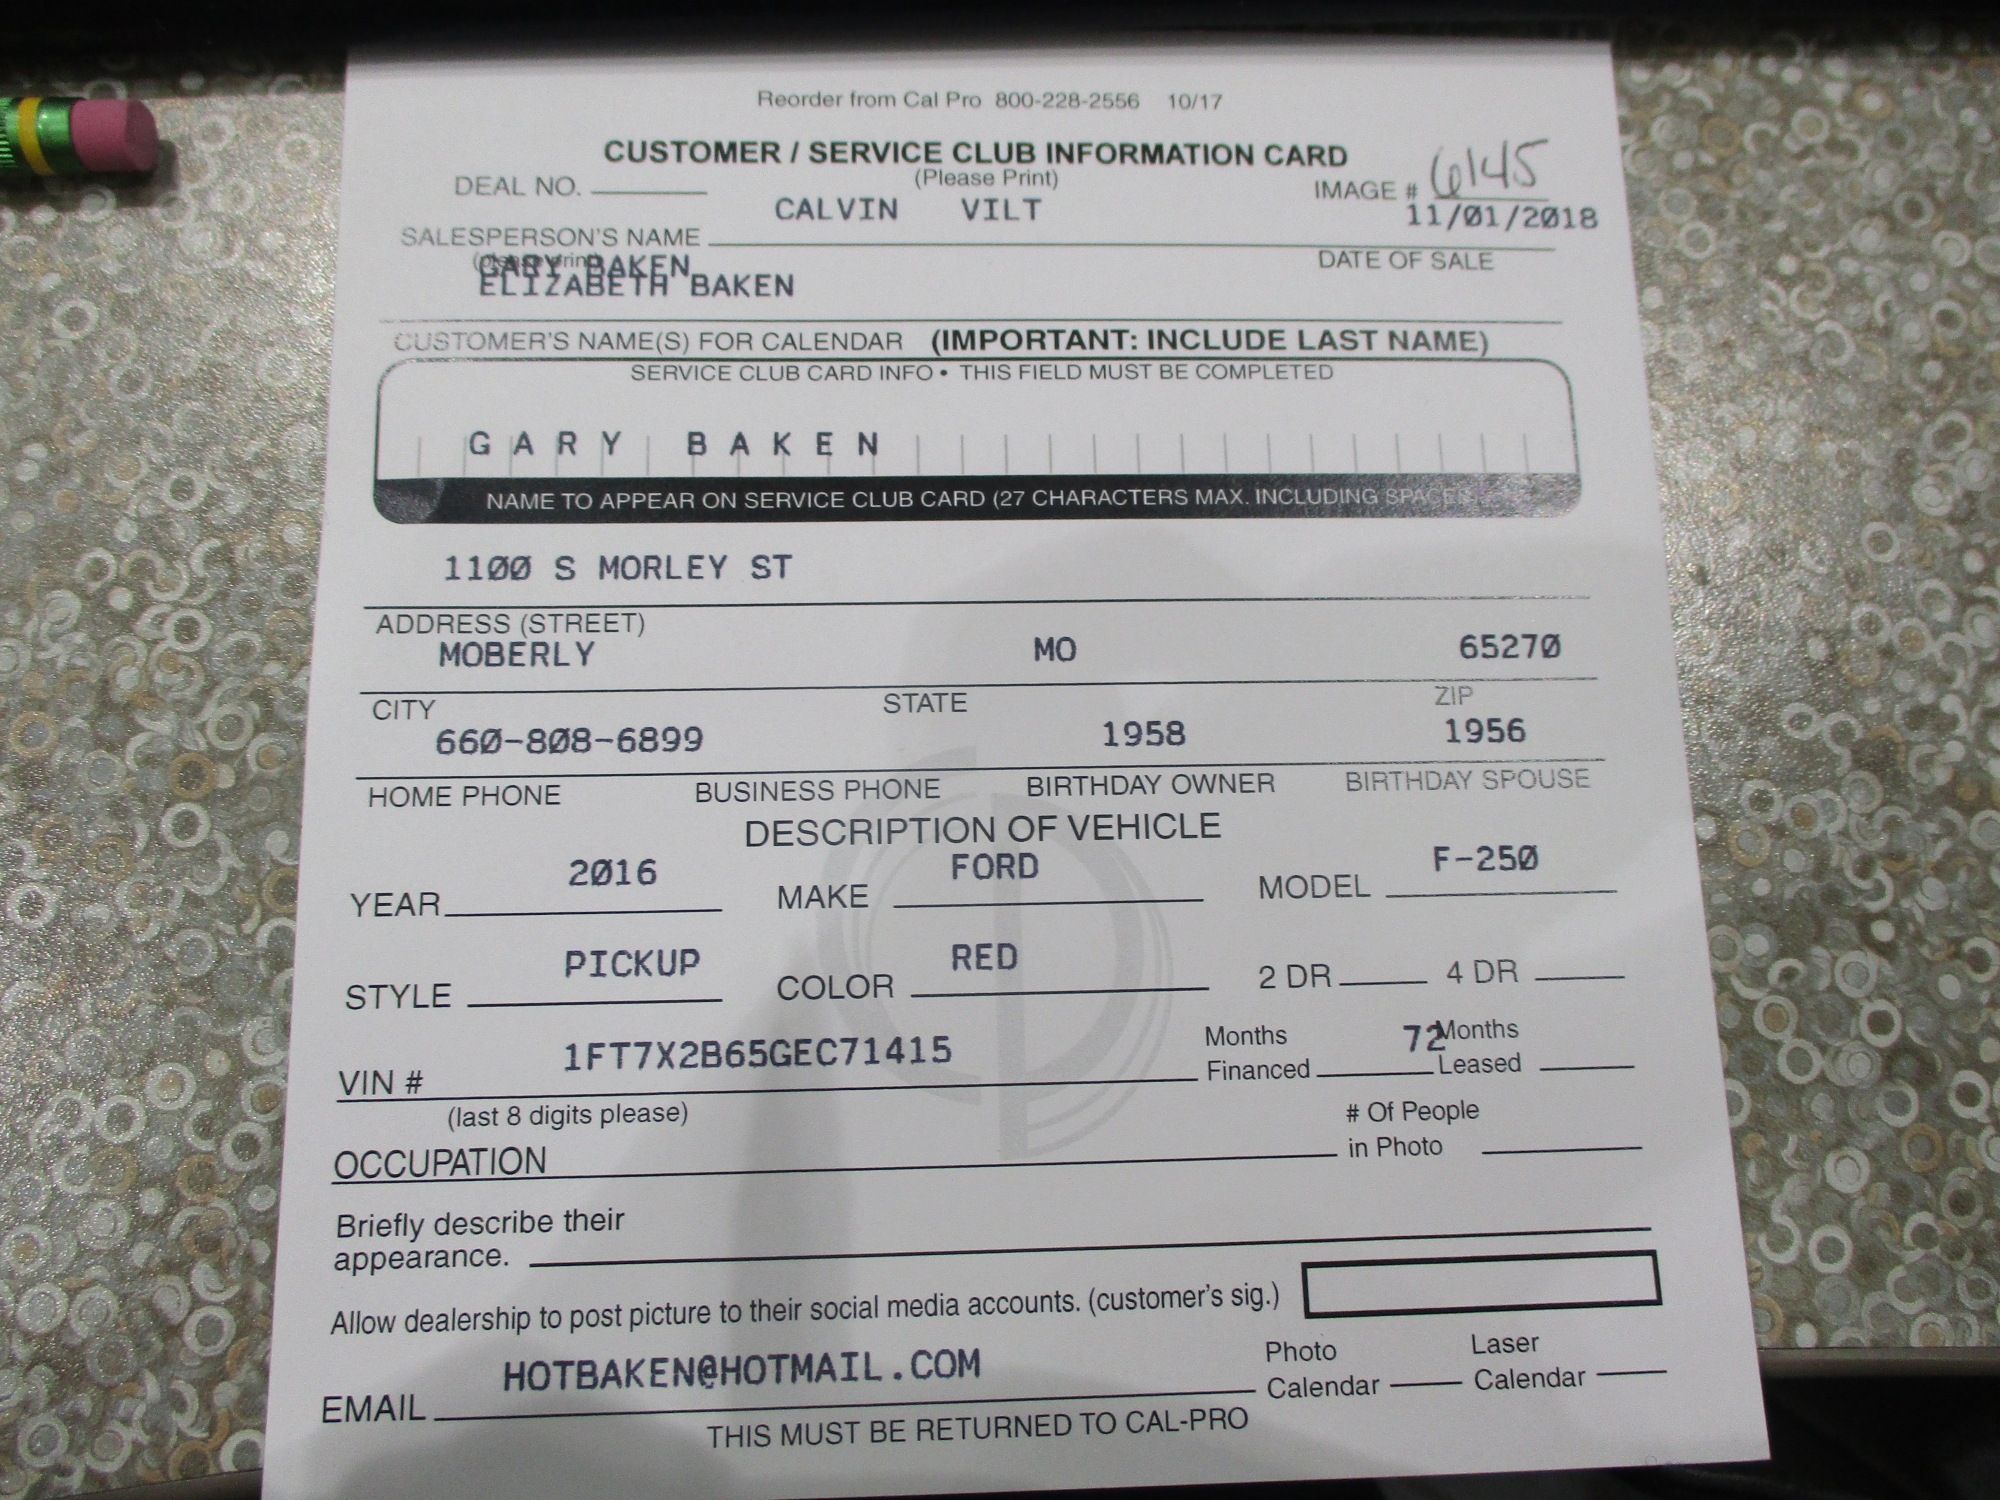 Reorder from Cal Pro 800-228-2556 10/17
CUSTOMER / SERVICE CLUB INFORMATION CARD
(Please Print)
DEAL NO.
IMAGE # 6145
CALVIN VILT
11/01/2018
SALESPERSON'S NAME
(please print)
DATE OF SALE
GARY BAKEN
ELIZABETH BAKEN
CUSTOMER'S NAME(S) FOR CALENDAR (IMPORTANT: INCLUDE LAST NAME)
SERVICE CLUB CARD INFO • THIS FIELD MUST BE COMPLETED
GARY BAKEN
NAME TO APPEAR ON SERVICE CLUB CARD (27 CHARACTERS MAX. INCLUDING SPACES)
1100 S MORLEY ST
ADDRESS (STREET)
MOBERLY MO 65270
CITY STATE ZIP
660-808-6899 1958 1956
HOME PHONE BUSINESS PHONE BIRTHDAY OWNER BIRTHDAY SPOUSE
DESCRIPTION OF VEHICLE
YEAR 2016 MAKE FORD MODEL F-250
STYLE PICKUP COLOR RED 2 DR 4 DR
VIN # 1FT7X2B65GEC71415 Months Financed 72 Months Leased
(last 8 digits please)
OCCUPATION # Of People in Photo
Briefly describe their
appearance.
Allow dealership to post picture to their social media accounts. (customer's sig.)
EMAIL HOTBAKEN@HOTMAIL.COM Photo Calendar Laser Calendar
THIS MUST BE RETURNED TO CAL-PRO